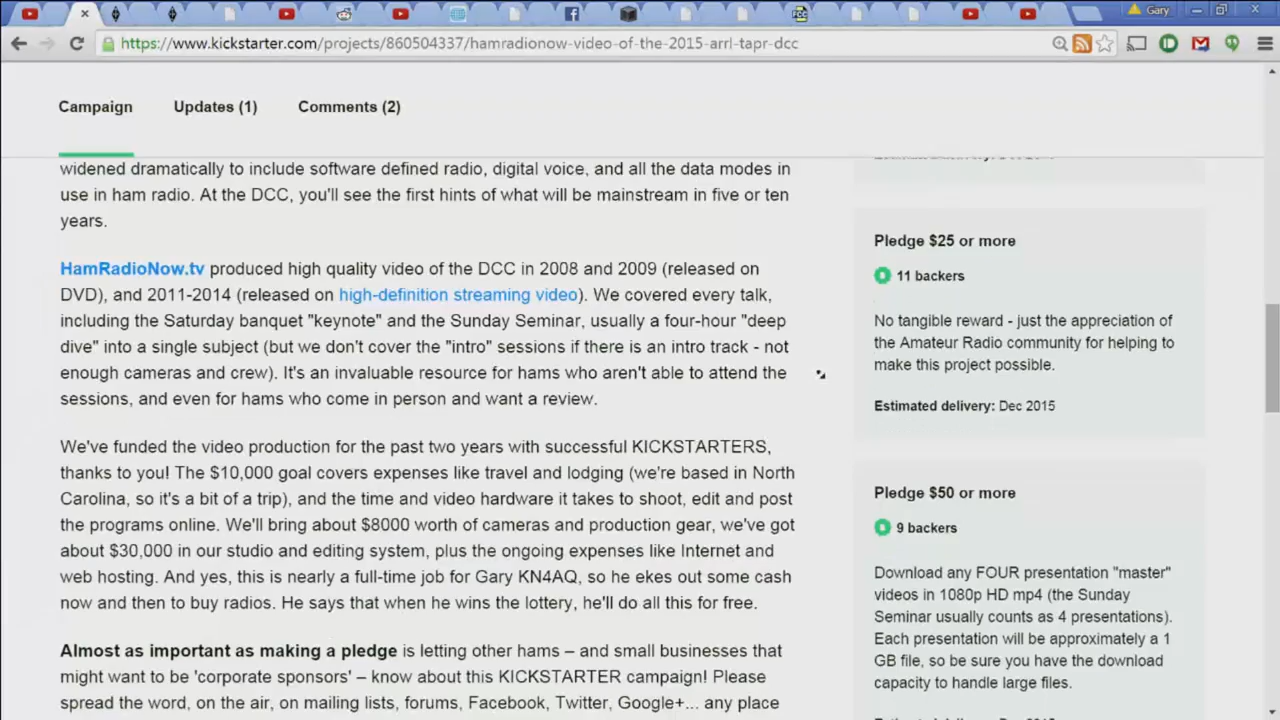 Gary
https://www.kickstarter.com/projects/860504337/hamradionow-video-of-the-2015-arrl-tapr-dcc
Campaign
Updates (1)
Comments (2)
widened dramatically to include software defined radio, digital voice, and all the data modes in
use in ham radio. At the DCC, you'll see the first hints of what will be mainstream in five or ten
years.
HamRadioNow.tv produced high quality video of the DCC in 2008 and 2009 (released on
DVD), and 2011-2014 (released on high-definition streaming video). We covered every talk,
including the Saturday banquet "keynote" and the Sunday Seminar, usually a four-hour "deep
dive" into a single subject (but we don't cover the "intro" sessions if there is an intro track - not
enough cameras and crew). It's an invaluable resource for hams who aren't able to attend the
sessions, and even for hams who come in person and want a review.
We've funded the video production for the past two years with successful KICKSTARTERS,
thanks to you! The $10,000 goal covers expenses like travel and lodging (we're based in North
Carolina, so it's a bit of a trip), and the time and video hardware it takes to shoot, edit and post
the programs online. We'll bring about $8000 worth of cameras and production gear, we've got
about $30,000 in our studio and editing system, plus the ongoing expenses like Internet and
web hosting. And yes, this is nearly a full-time job for Gary KN4AQ, so he ekes out some cash
now and then to buy radios. He says that when he wins the lottery, he'll do all this for free.
Almost as important as making a pledge is letting other hams – and small businesses that
might want to be 'corporate sponsors' – know about this KICKSTARTER campaign! Please
spread the word, on the air, on mailing lists, forums, Facebook, Twitter, Google+... any place
Pledge $25 or more
11 backers
No tangible reward - just the appreciation of
the Amateur Radio community for helping to
make this project possible.
Estimated delivery: Dec 2015
Pledge $50 or more
9 backers
Download any FOUR presentation "master"
videos in 1080p HD mp4 (the Sunday
Seminar usually counts as 4 presentations).
Each presentation will be approximately a 1
GB file, so be sure you have the download
capacity to handle large files.